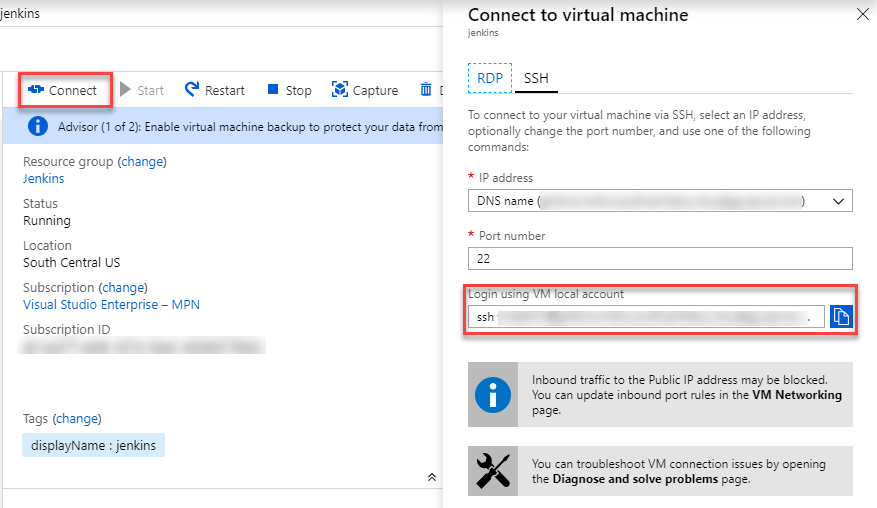 jenkins
Connect
Start
Restart
Stop
Capture
Advisor (1 of 2): Enable virtual machine backup to protect your data from
Resource group (change)
Jenkins
Status
Running
Location
South Central US
Subscription (change)
Visual Studio Enterprise – MPN
Subscription ID
Tags (change)
displayName : jenkins
Connect to virtual machine
jenkins
RDP
SSH
To connect to your virtual machine via SSH, select an IP address,
optionally change the port number, and use one of the following
commands:
* IP address
DNS name ( )
* Port number
22
Login using VM local account
ssh
Inbound traffic to the Public IP address may be blocked.
You can update inbound port rules in the VM Networking
page.
You can troubleshoot VM connection issues by opening
the Diagnose and solve problems page.